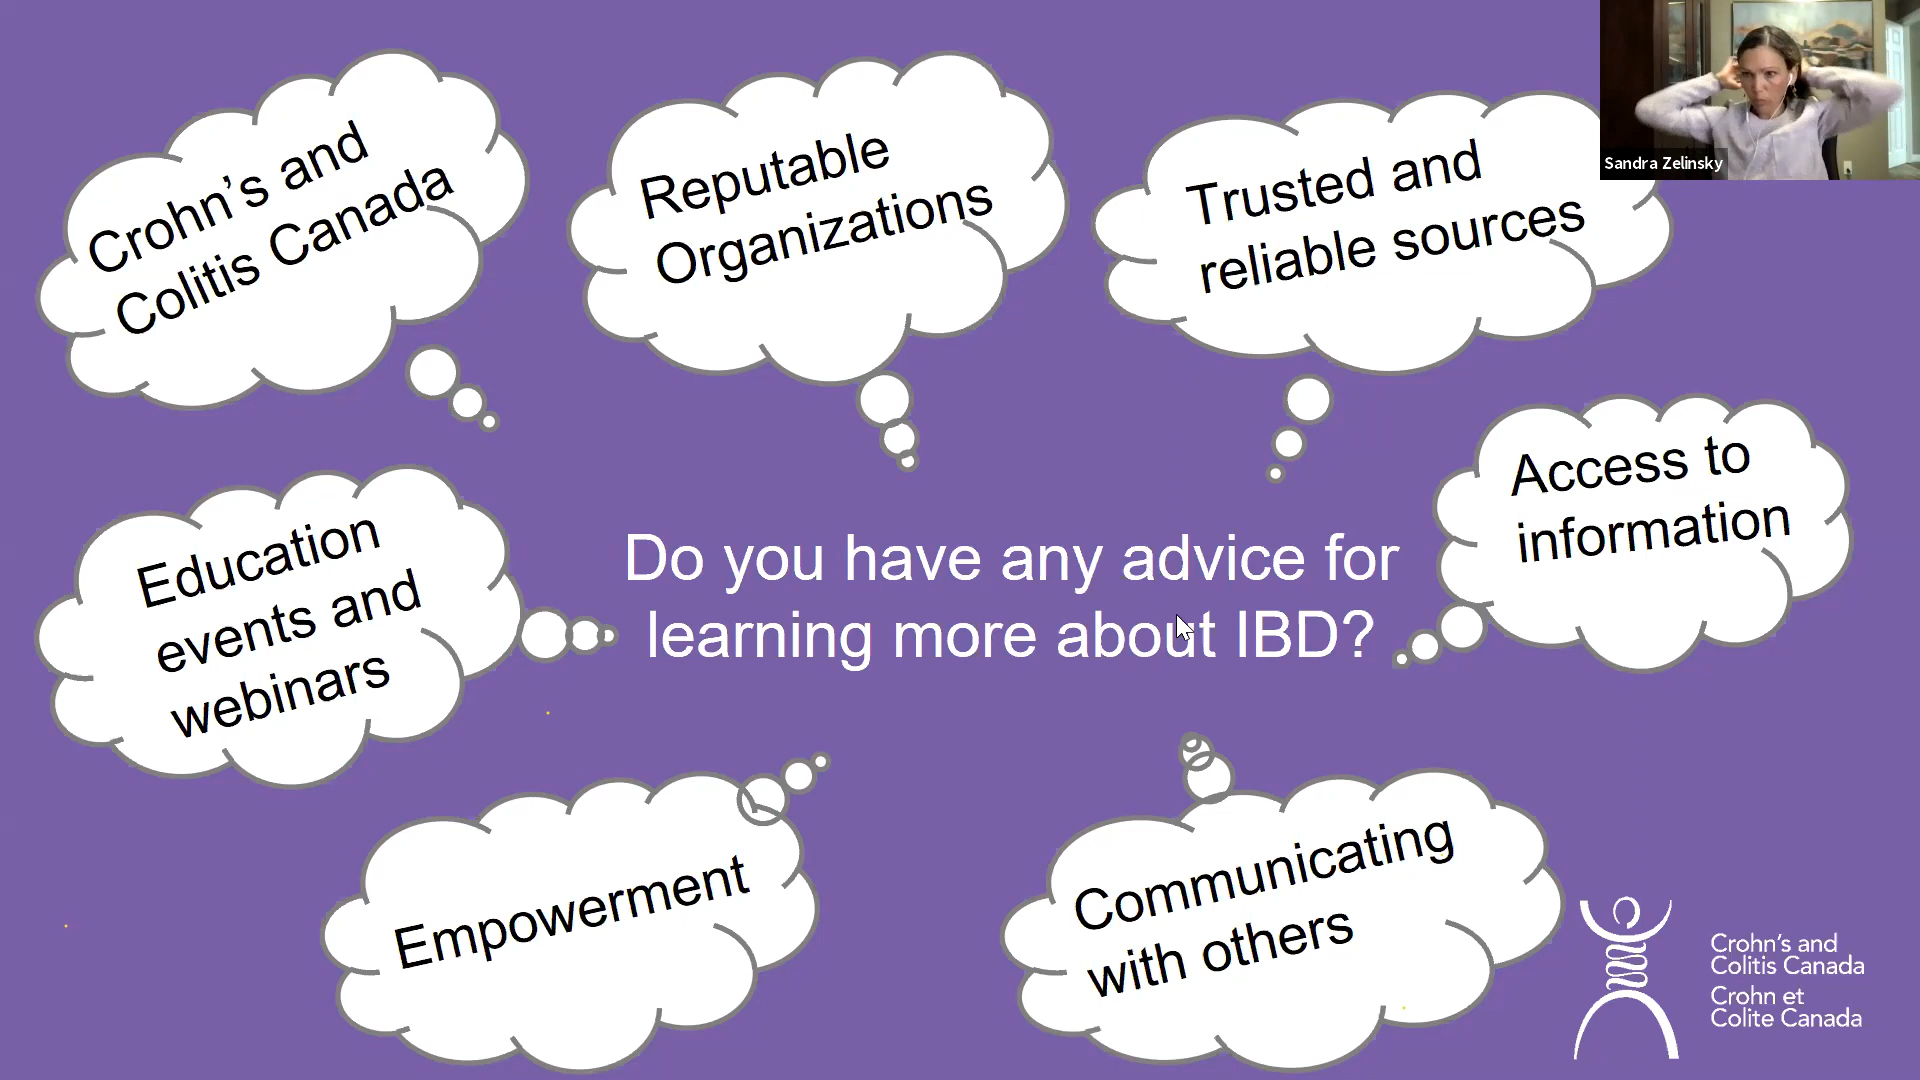 Crohn’s and
Colitis Canada
Reputable
Organizations
Trusted and
reliable sources
Sandra Zelinsky
Access to
information
Education
events and
webinars
Do you have any advice for
learning more about IBD?
Empowerment
Communicating
with others
Crohn’s and
Colitis Canada
Crohn et
Colite Canada